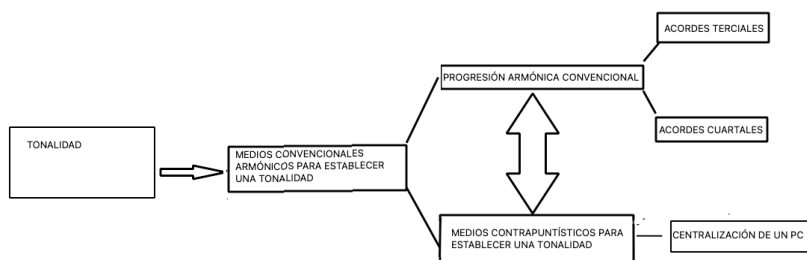 TONALIDAD
MEDIOS CONVENCIONALES
ARMÓNICOS PARA ESTABLECER
UNA TONALIDAD
PROGRESIÓN ARMÓNICA CONVENCIONAL
ACORDES TERCIALES
ACORDES CUARTALES
MEDIOS CONTRAPUNTÍSTICOS PARA
ESTABLECER UNA TONALIDAD
CENTRALIZACIÓN DE UN PC